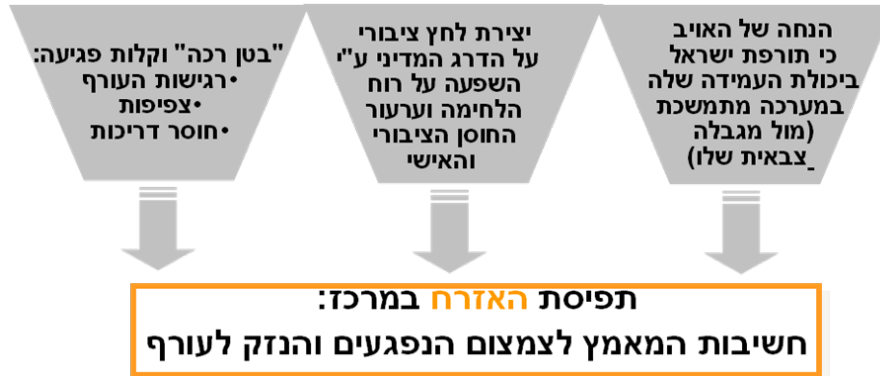 הנחה של האויב
כי תורפת ישראל
ביכולת העמידה שלה
במערכה מתמשכת
(מול מגבלה
צבאית שלו)
יצירת לחץ ציבורי
על הדרג המדיני ע"י
השפעה על רוח
הלחימה וערעור
החוסן הציבורי
והאישי
"בטן רכה" וקלות פגיעה:
•רגישות העורף
•צפיפות
•חוסר דריכות
תפיסת האזרח במרכז:
חשיבות המאמץ לצמצום הנפגעים והנזק לעורף